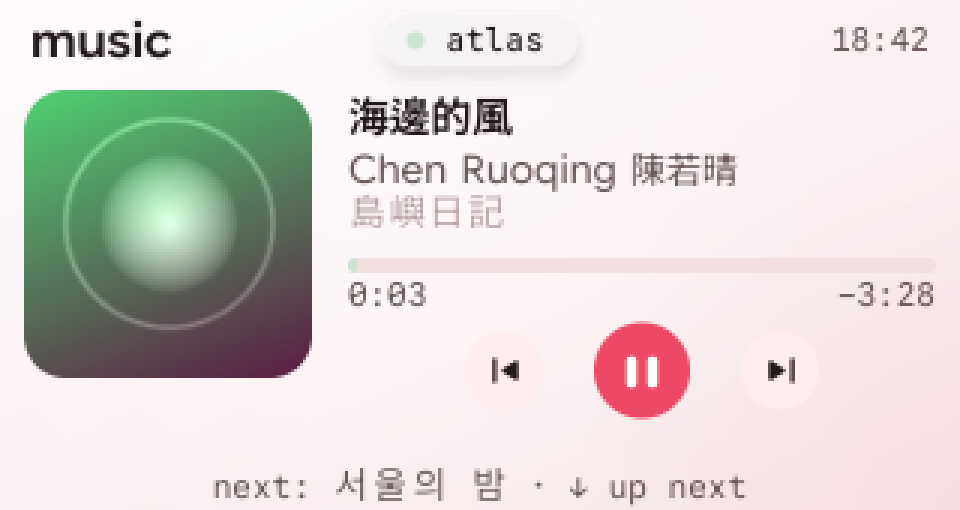 music
atlas
18:42
海邊的風
Chen Ruoqing 陳若晴
島嶼日記
0:03
−3:28
next: 서울의 밤 · ↓ up next